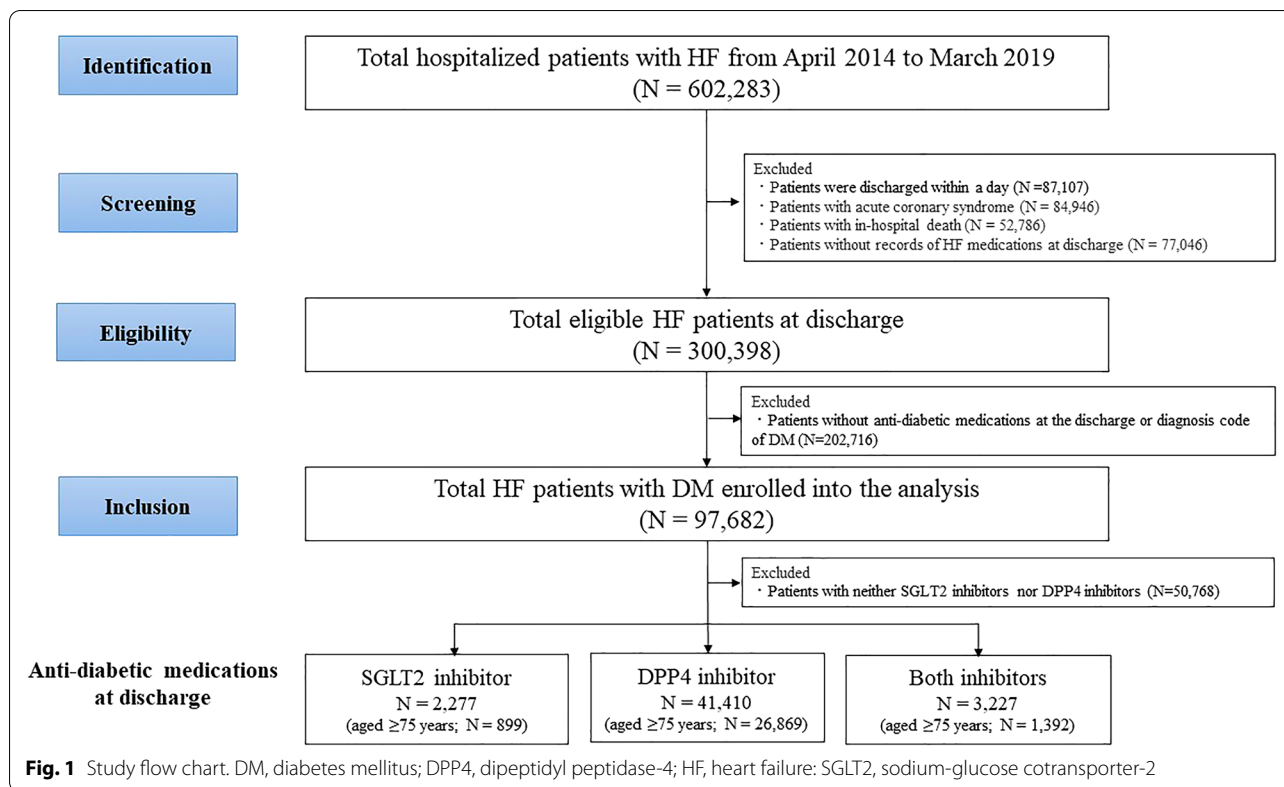 Identification
Total hospitalized patients with HF from April 2014 to March 2019
(N = 602,283)
Screening
Excluded
・Patients were discharged within a day (N =87,107)
・Patients with acute coronary syndrome (N = 84,946)
・Patients with in-hospital death (N = 52,786)
・Patients without records of HF medications at discharge (N = 77,046)
Eligibility
Total eligible HF patients at discharge
(N = 300,398)
Excluded
・Patients without anti-diabetic medications at the discharge or diagnosis code
of DM (N=202,716)
Inclusion
Total HF patients with DM enrolled into the analysis
(N = 97,682)
Excluded
・Patients with neither SGLT2 inhibitors nor DPP4 inhibitors (N=50,768)
Anti-diabetic medications
at discharge
SGLT2 inhibitor
N = 2,277
(aged ≥75 years; N = 899)
DPP4 inhibitor
N = 41,410
(aged ≥75 years; N = 26,869)
Both inhibitors
N = 3,227
(aged ≥75 years; N = 1,392)
Fig. 1 Study flow chart. DM, diabetes mellitus; DPP4, dipeptidyl peptidase-4; HF, heart failure: SGLT2, sodium-glucose cotransporter-2